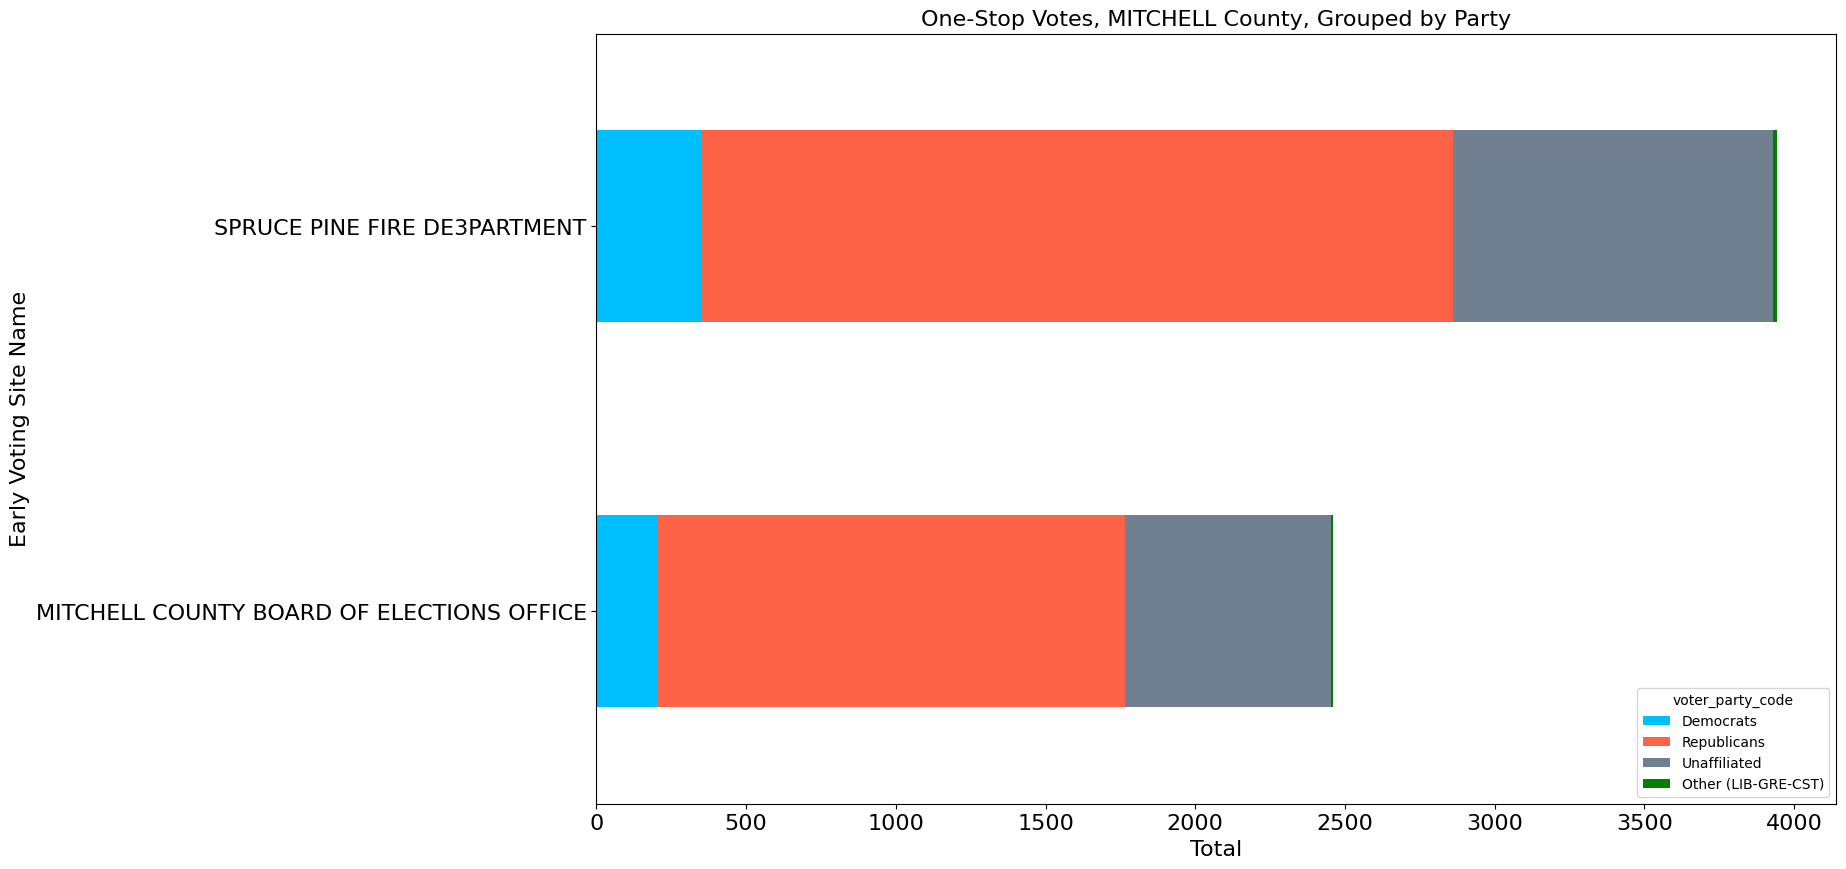 One-Stop Votes, MITCHELL County, Grouped by Party
Early Voting Site Name
SPRUCE PINE FIRE DE3PARTMENT
MITCHELL COUNTY BOARD OF ELECTIONS OFFICE
voter_party_code
Democrats
Republicans
Unaffiliated
Other (LIB-GRE-CST)
0 500 1000 1500 2000 2500 3000 3500 4000
Total